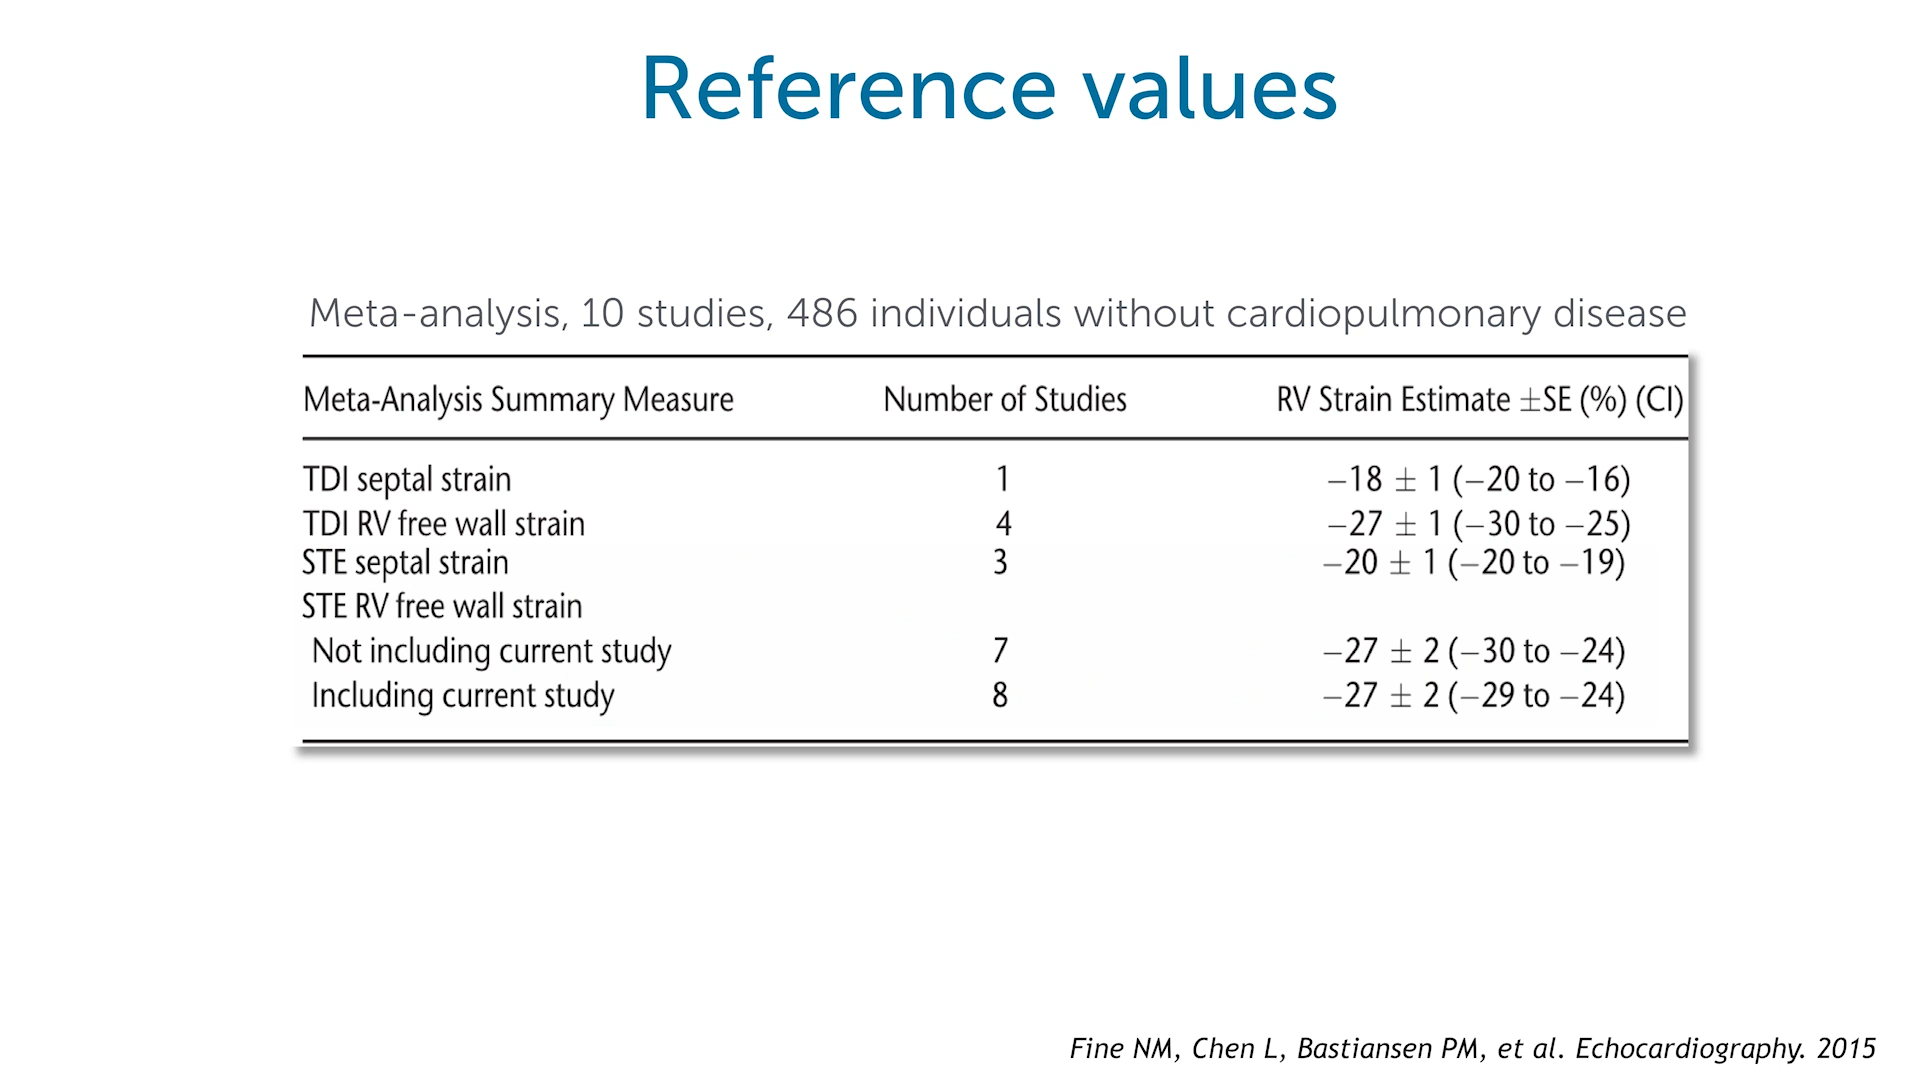 Reference values
Meta-analysis, 10 studies, 486 individuals without cardiopulmonary disease
Meta-Analysis Summary Measure Number of Studies RV Strain Estimate ±SE (%) (CI)
TDI septal strain 1 −18 ± 1 (−20 to −16)
TDI RV free wall strain 4 −27 ± 1 (−30 to −25)
STE septal strain 3 −20 ± 1 (−20 to −19)
STE RV free wall strain
Not including current study 7 −27 ± 2 (−30 to −24)
Including current study 8 −27 ± 2 (−29 to −24)
Fine NM, Chen L, Bastiansen PM, et al. Echocardiography. 2015